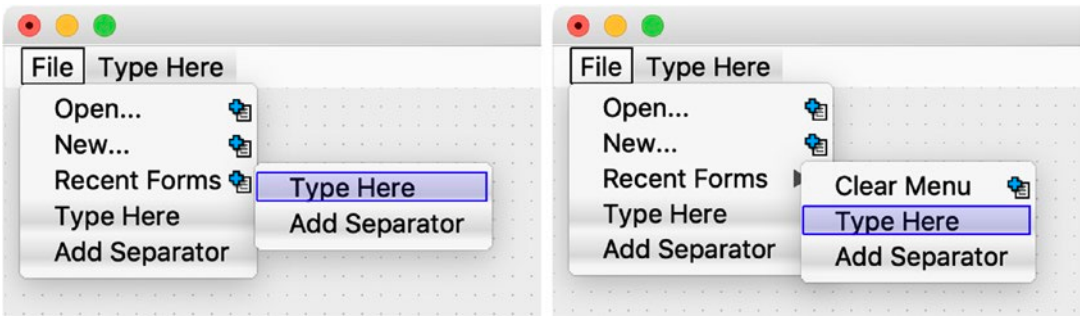 File Type Here
Open...
New...
Recent Forms
Type Here
Add Separator
Type Here
Add Separator
File Type Here
Open...
New...
Recent Forms
Type Here
Add Separator
Clear Menu
Type Here
Add Separator